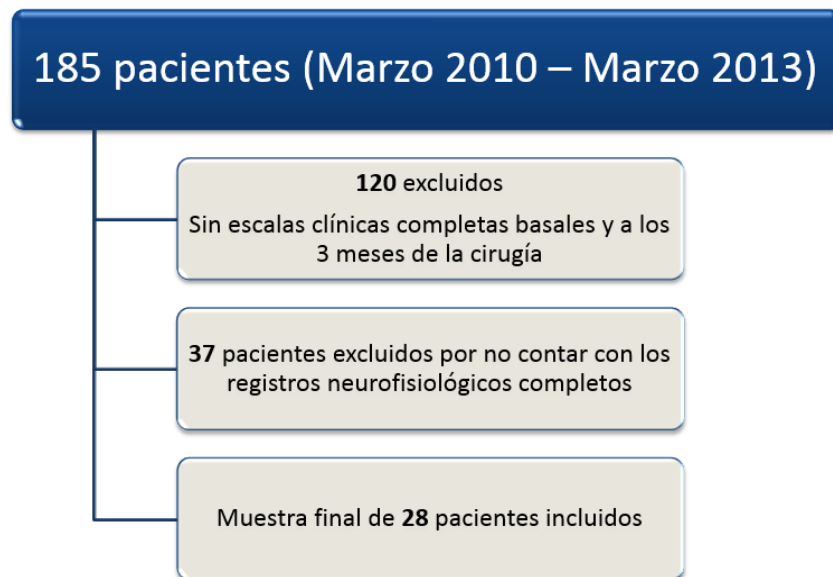 185 pacientes (Marzo 2010 – Marzo 2013)
120 excluidos
Sin escalas clínicas completas basales y a los
3 meses de la cirugía
37 pacientes excluidos por no contar con los
registros neurofisiológicos completos
Muestra final de 28 pacientes incluidos